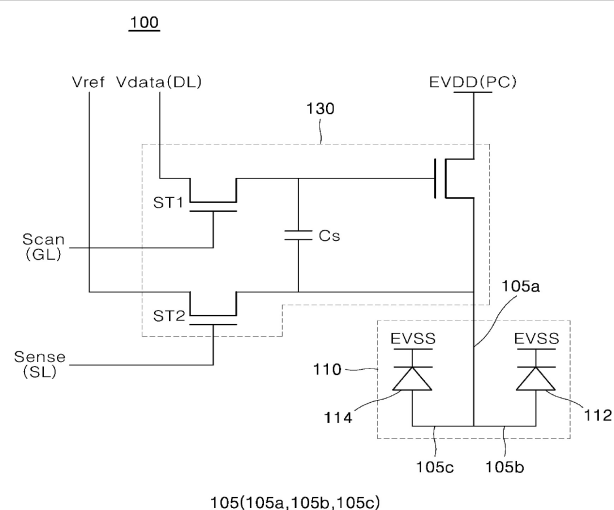 100
Vref Vdata(DL) EVDD(PC)
130
ST1
Cs
Scan
(GL)
105a
ST2
Sense
(SL)
EVSS EVSS
110
114 112
105c 105b
105(105a,105b,105c)